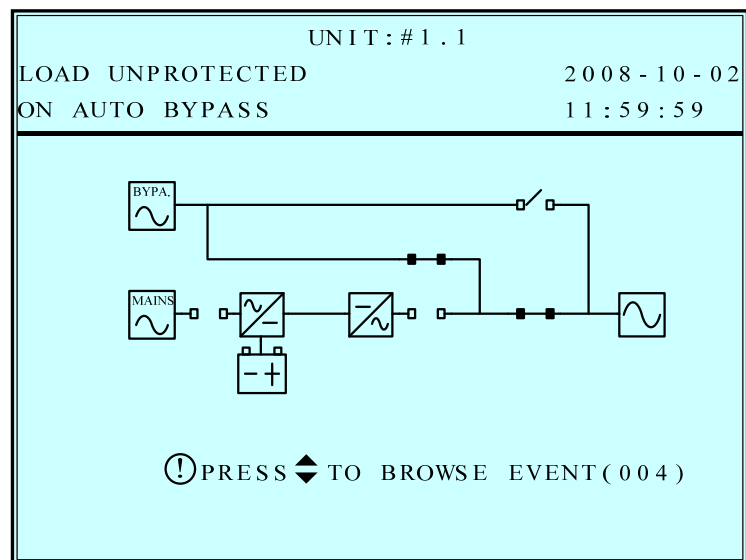 UNIT:#1.1
LOAD UNPROTECTED 2008-10-02
ON AUTO BYPASS 11:59:59
BYPA.
MAINS
PRESS TO BROWSE EVENT(004)